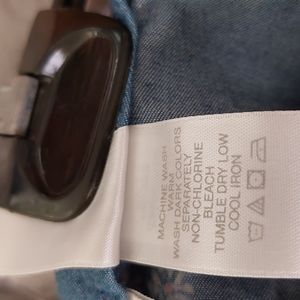 MACHINE WASH
WARM
WASH DARK COLORS
SEPARATELY
NON-CHLORINE
BLEACH
TUMBLE DRY LOW
COOL IRON